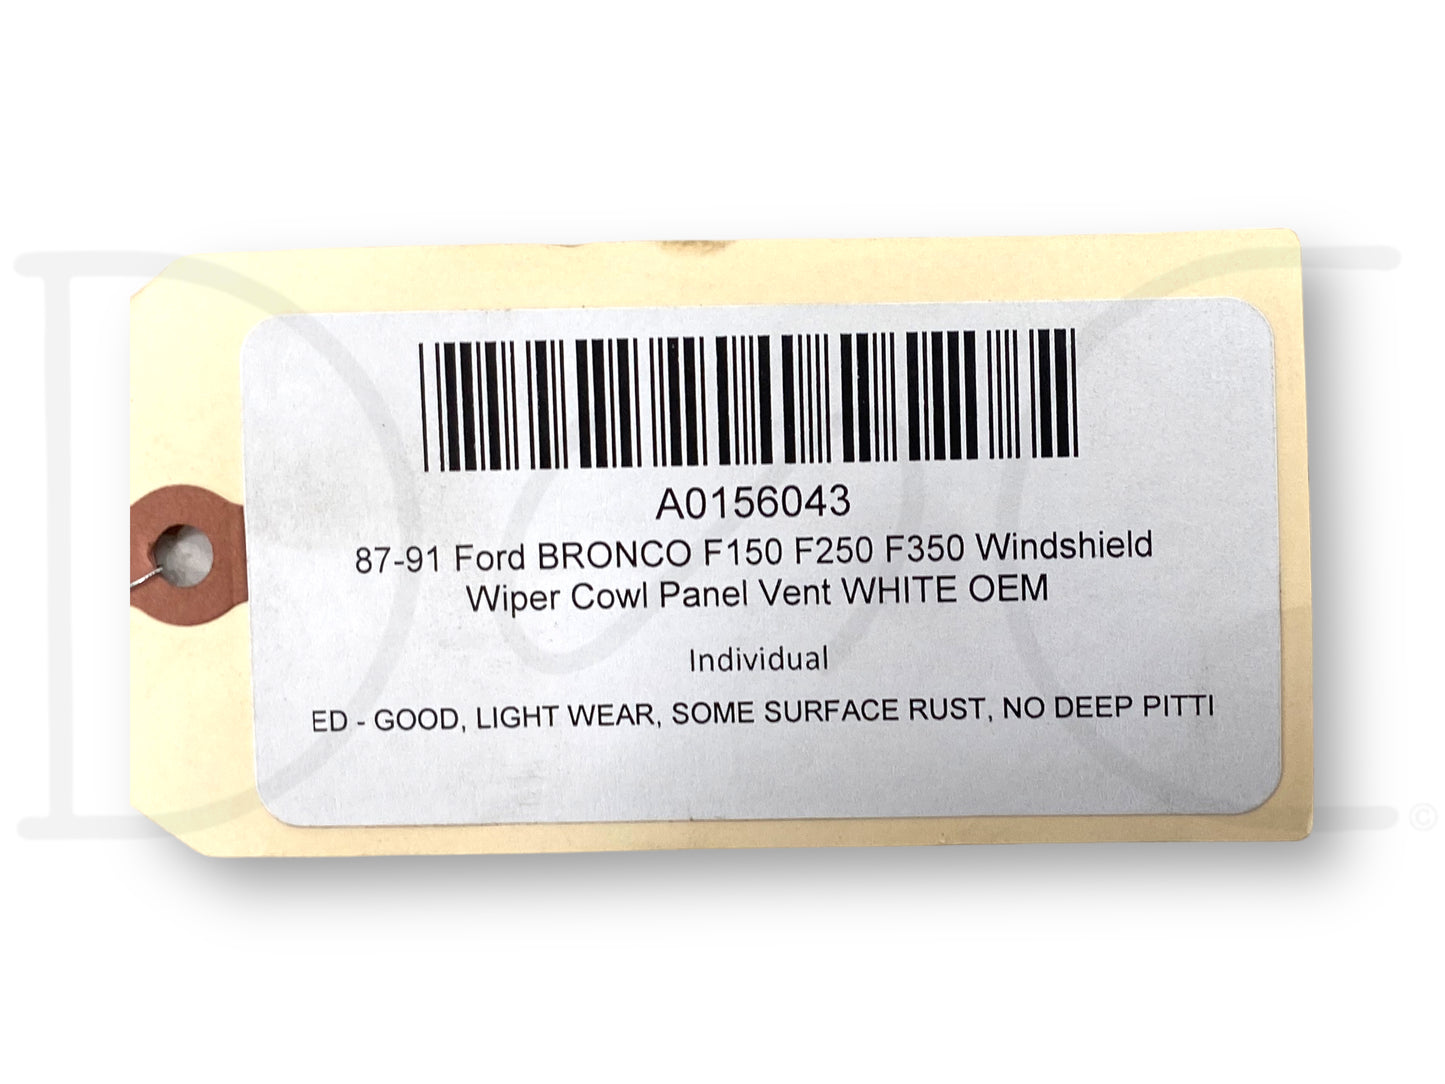 A0156043
87-91 Ford BRONCO F150 F250 F350 Windshield
Wiper Cowl Panel Vent WHITE OEM
Individual
ED - GOOD, LIGHT WEAR, SOME SURFACE RUST, NO DEEP PITTI
©